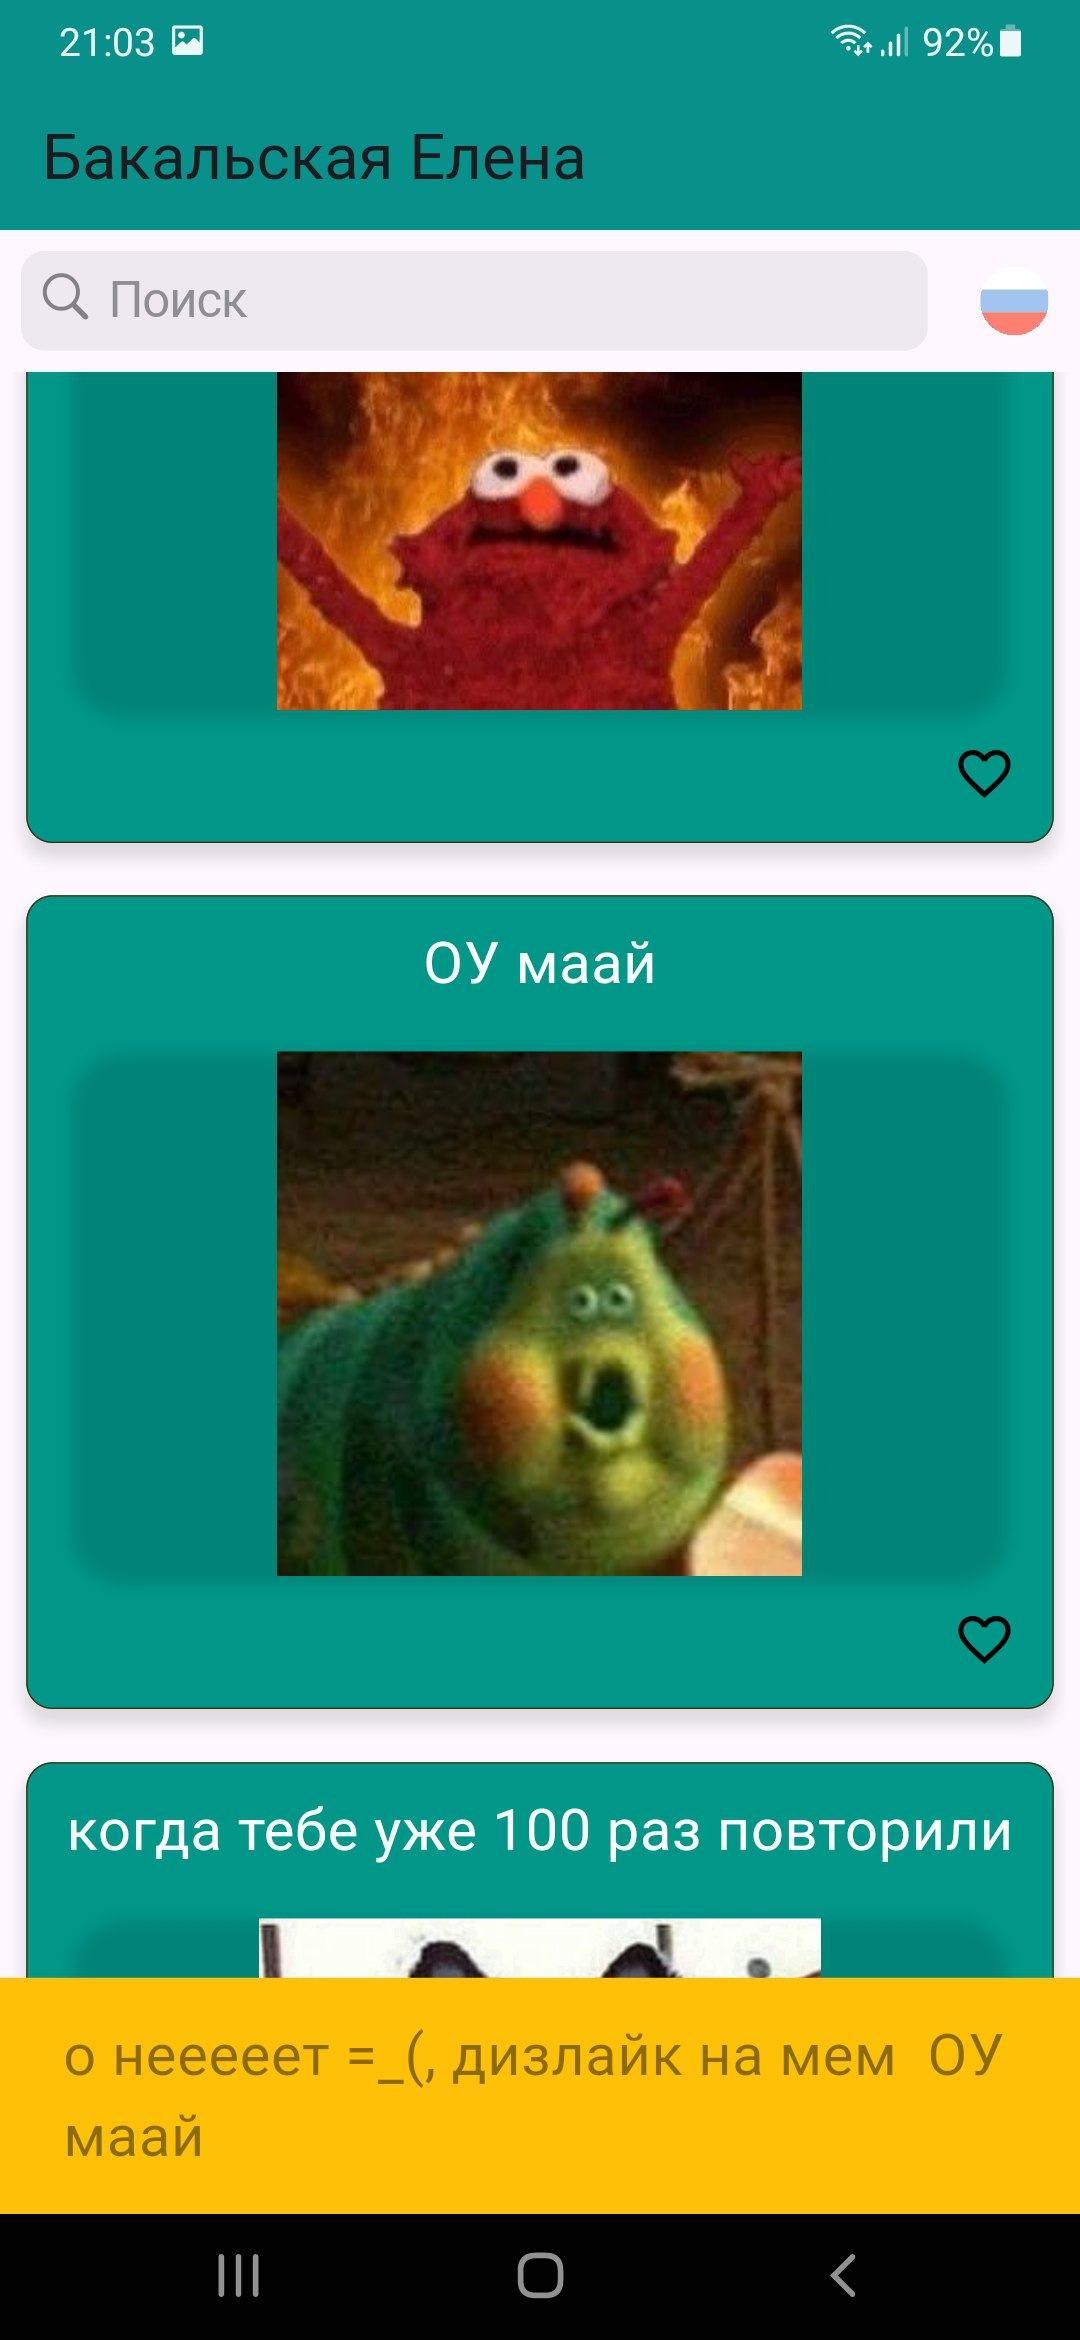 21:03
92%
Бакальская Елена
Поиск
ОУ маай
когда тебе уже 100 раз повторили
о нееееет =_(, дизлайк на мем  ОУ
маай